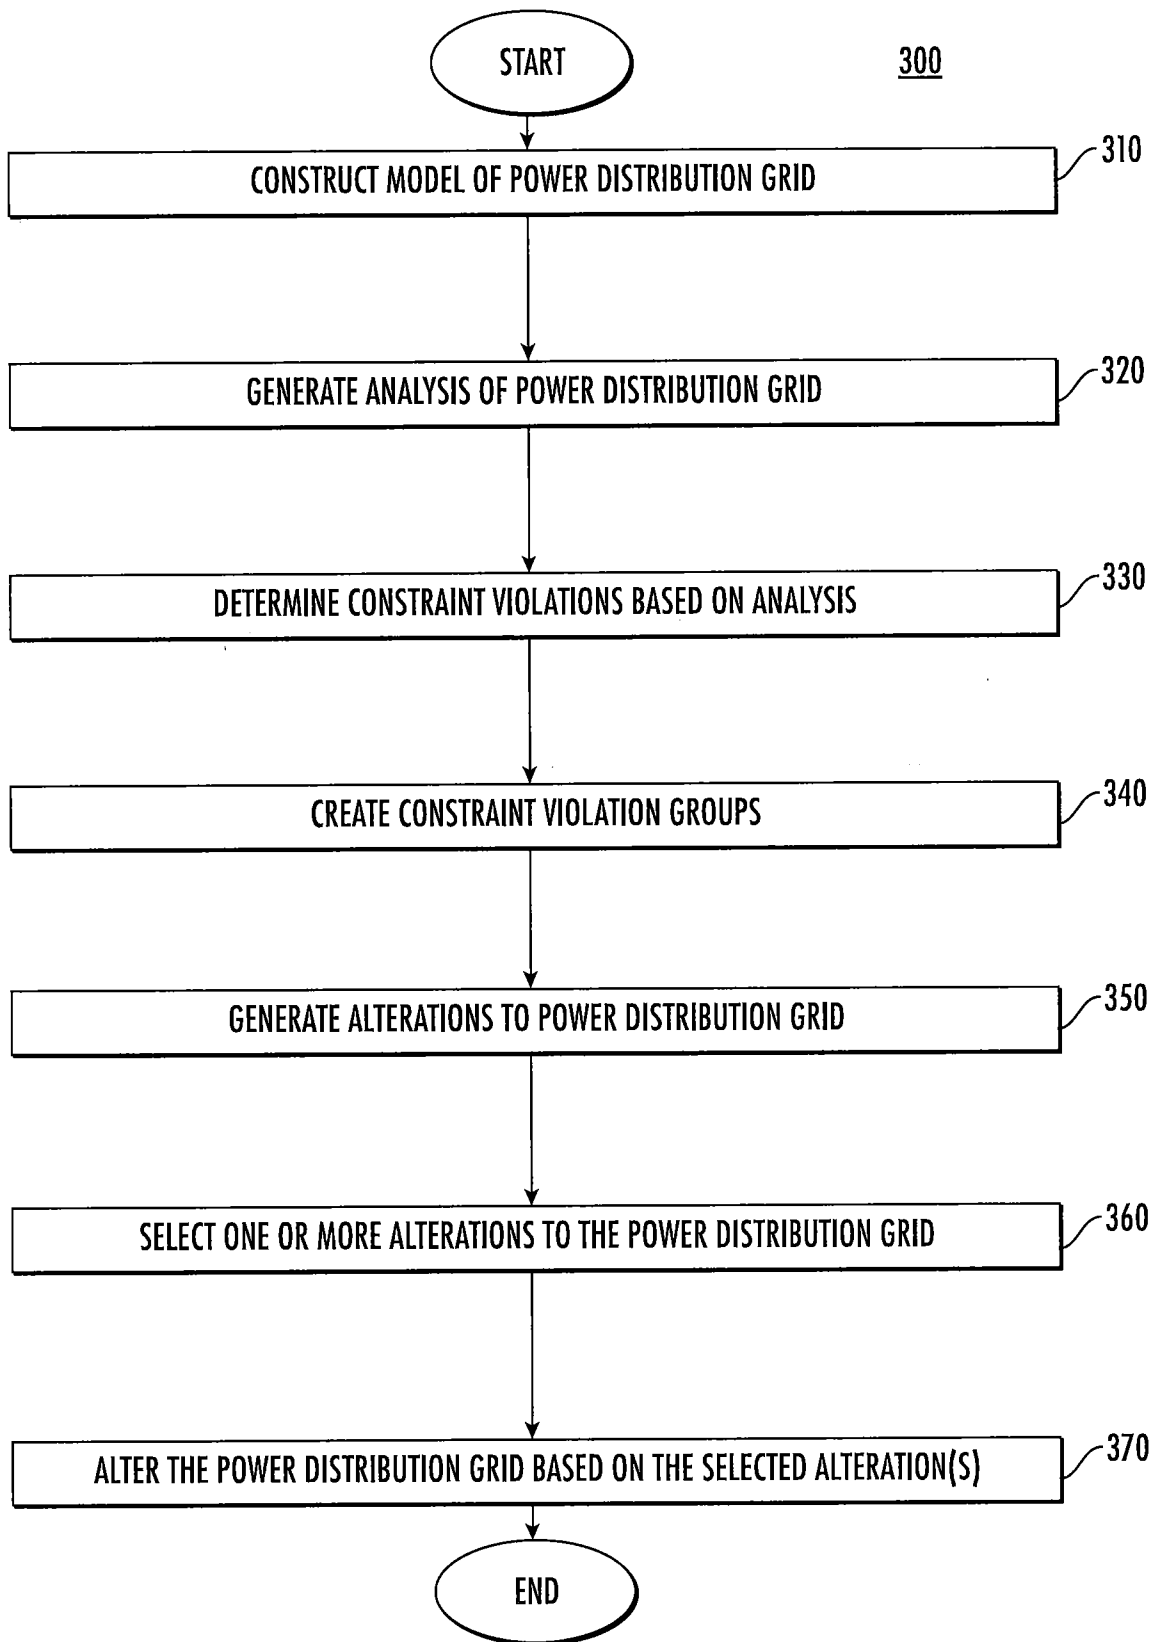 START
300
CONSTRUCT MODEL OF POWER DISTRIBUTION GRID
310
GENERATE ANALYSIS OF POWER DISTRIBUTION GRID
320
DETERMINE CONSTRAINT VIOLATIONS BASED ON ANALYSIS
330
CREATE CONSTRAINT VIOLATION GROUPS
340
GENERATE ALTERATIONS TO POWER DISTRIBUTION GRID
350
SELECT ONE OR MORE ALTERATIONS TO THE POWER DISTRIBUTION GRID
360
ALTER THE POWER DISTRIBUTION GRID BASED ON THE SELECTED ALTERATION(S)
370
END